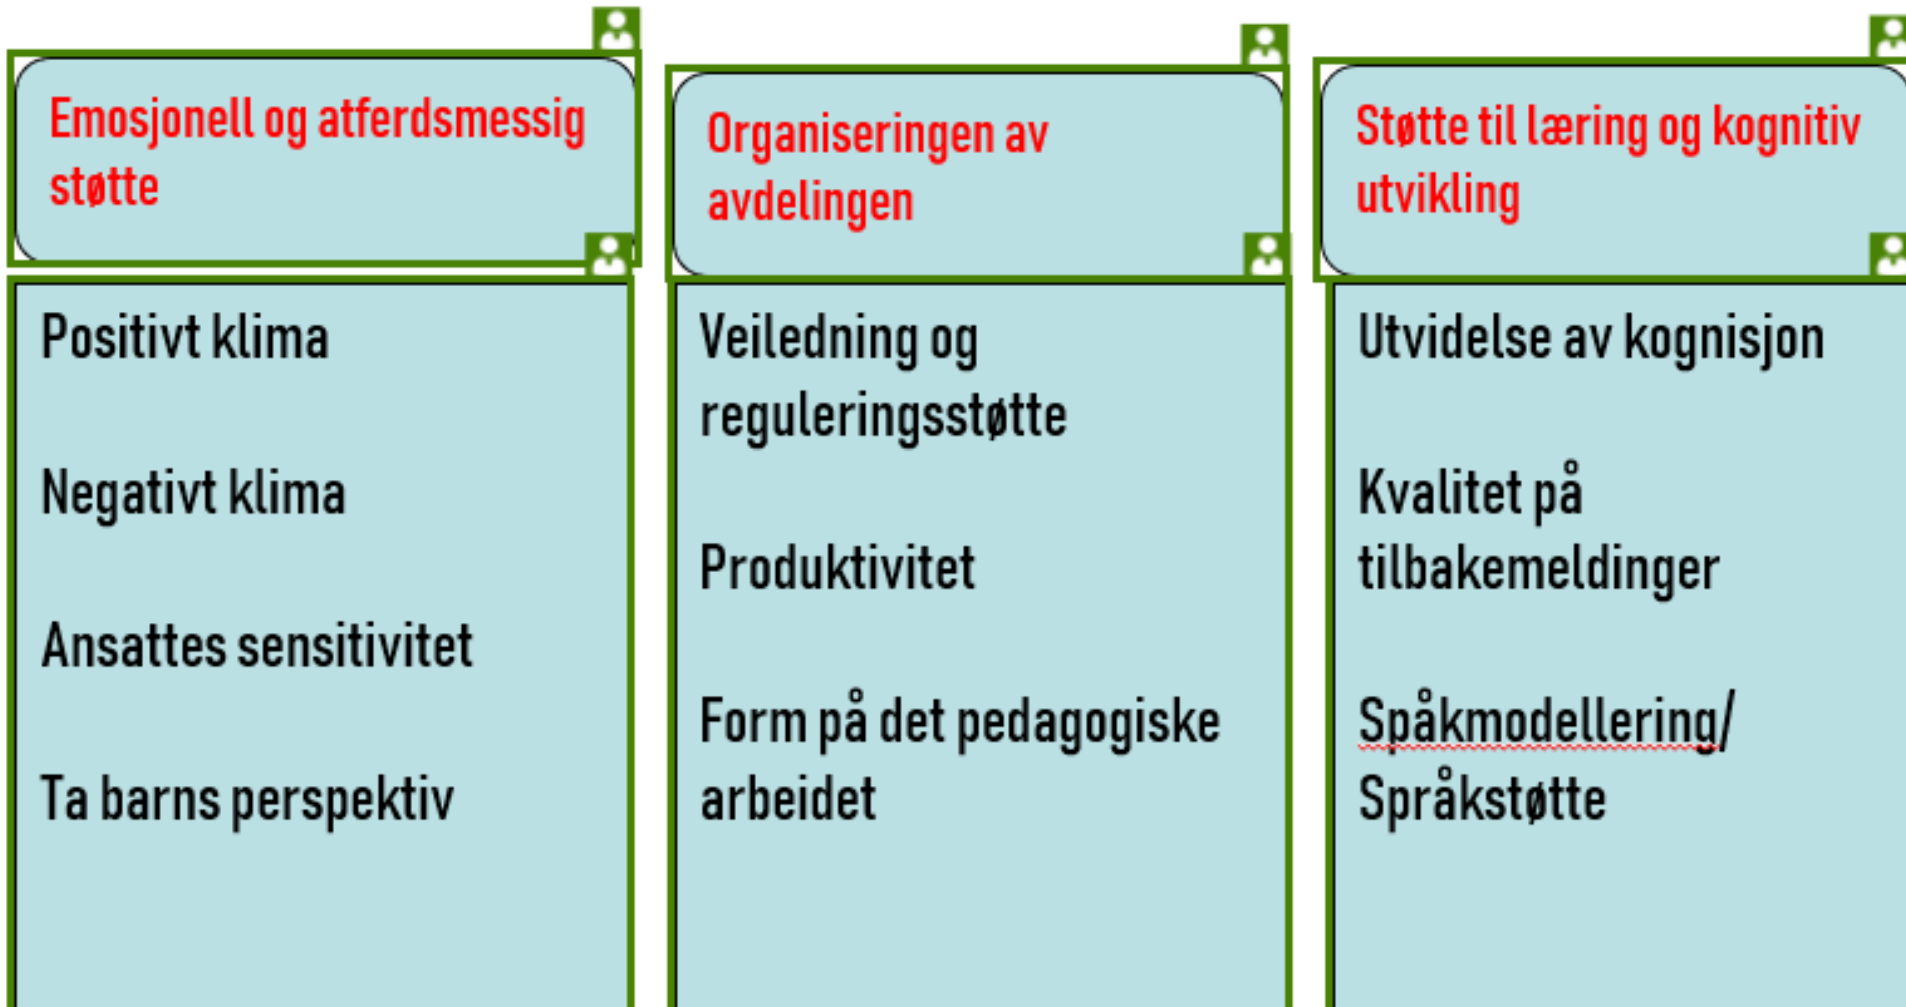 Emosjonell og atferdsmessig
støtte
Positivt klima
Negativt klima
Ansattes sensitivitet
Ta barns perspektiv
Organiseringen av
avdelingen
Veiledning og
reguleringsstøtte
Produktivitet
Form på det pedagogiske
arbeidet
Støtte til læring og kognitiv
utvikling
Utvidelse av kognisjon
Kvalitet på
tilbakemeldinger
Spåkmodellering/
Språkstøtte